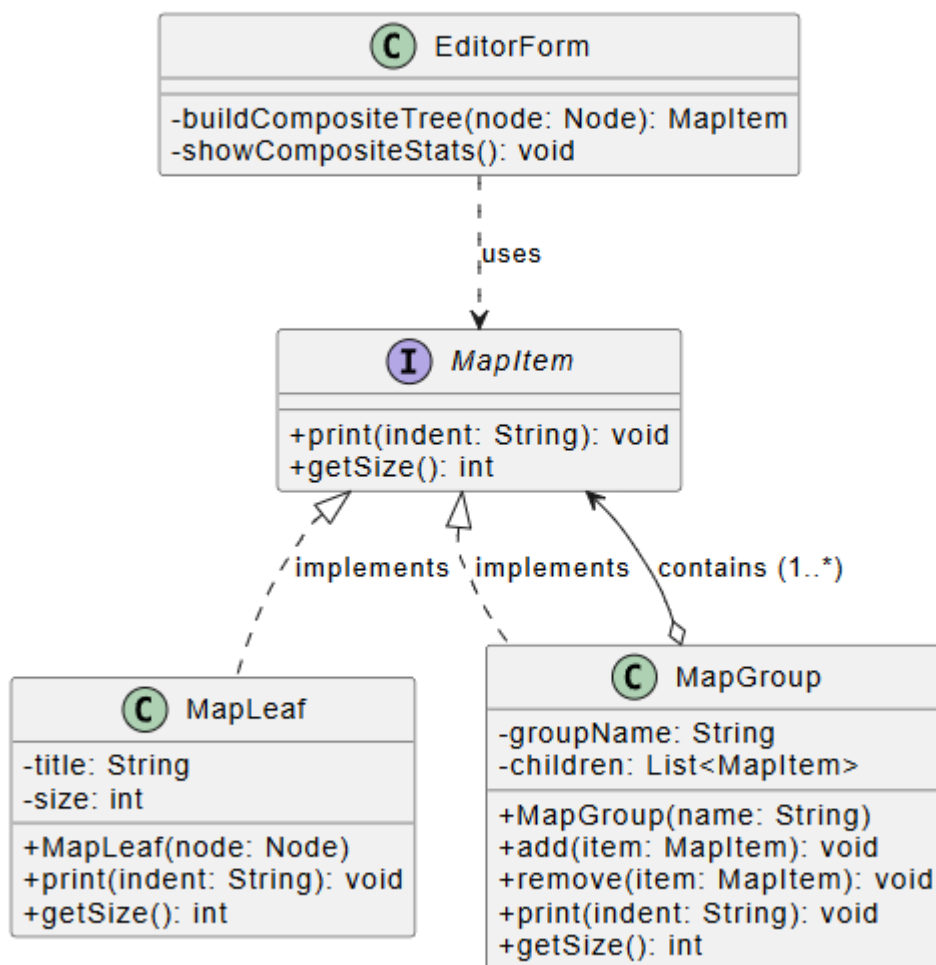 C EditorForm
-buildCompositeTree(node: Node): MapItem
-showCompositeStats(): void
uses
I MapItem
+print(indent: String): void
+getSize(): int
implements
implements
contains (1..*)
C MapLeaf
-title: String
-size: int
+MapLeaf(node: Node)
+print(indent: String): void
+getSize(): int
C MapGroup
-groupName: String
-children: List<MapItem>
+MapGroup(name: String)
+add(item: MapItem): void
+remove(item: MapItem): void
+print(indent: String): void
+getSize(): int